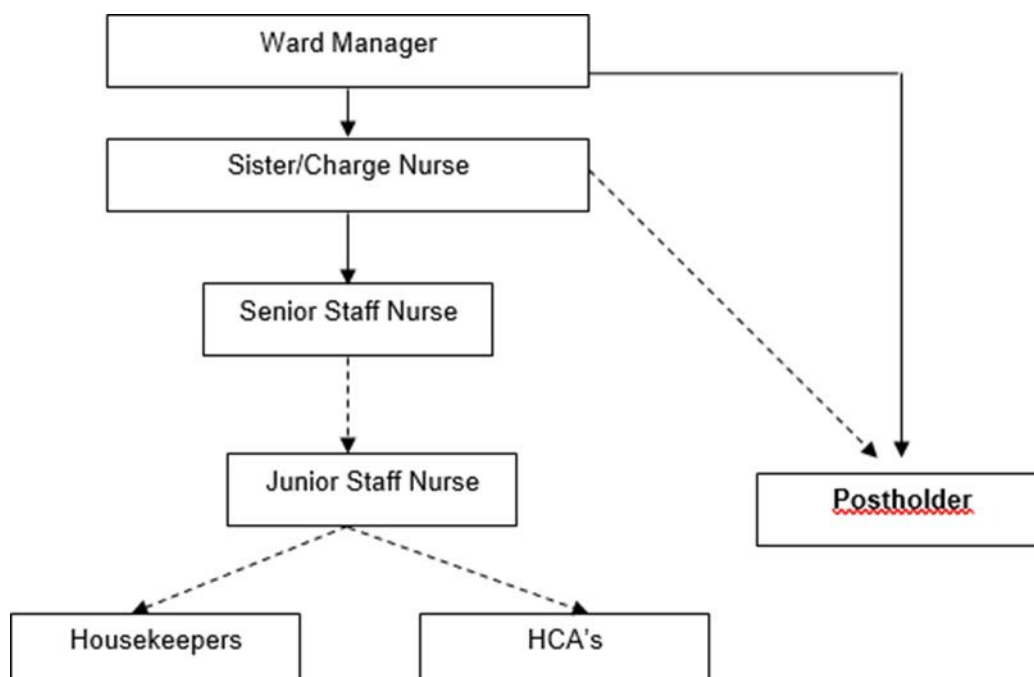 Ward Manager
Sister/Charge Nurse
Senior Staff Nurse
Junior Staff Nurse
Postholder
Housekeepers
HCA's